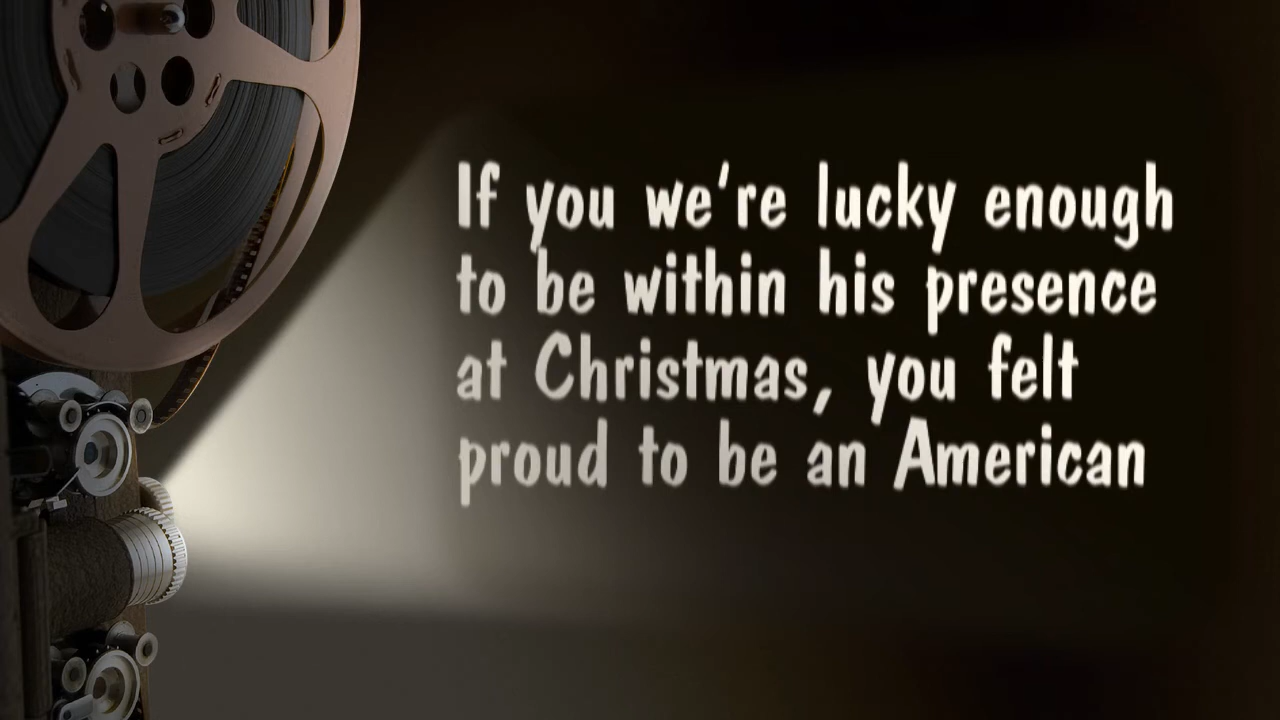 If you we're lucky enough
to be within his presence
at Christmas, you felt
proud to be an American